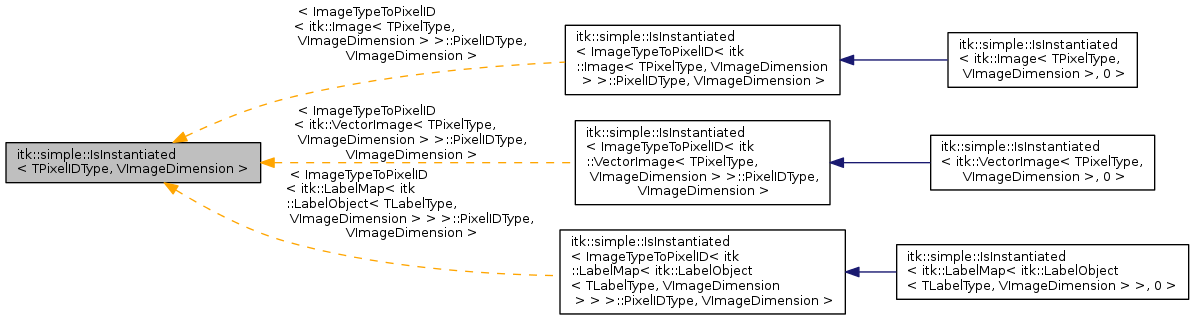 itk::simple::IsInstantiated
< TPixelIDType, VImageDimension >
< ImageTypeToPixelID
< itk::Image< TPixelType,
VImageDimension > >::PixelIDType,
VImageDimension >
itk::simple::IsInstantiated
< ImageTypeToPixelID< itk
::Image< TPixelType, VImageDimension
> >::PixelIDType, VImageDimension >
itk::simple::IsInstantiated
< itk::Image< TPixelType,
VImageDimension >, 0 >
< ImageTypeToPixelID
< itk::VectorImage< TPixelType,
VImageDimension > >::PixelIDType,
VImageDimension >
itk::simple::IsInstantiated
< ImageTypeToPixelID< itk
::VectorImage< TPixelType,
VImageDimension > >::PixelIDType,
VImageDimension >
itk::simple::IsInstantiated
< itk::VectorImage< TPixelType,
VImageDimension >, 0 >
< ImageTypeToPixelID
< itk::LabelMap< itk
::LabelObject< TLabelType,
VImageDimension > > >::PixelIDType,
VImageDimension >
itk::simple::IsInstantiated
< ImageTypeToPixelID< itk
::LabelMap< itk::LabelObject
< TLabelType, VImageDimension
> > >::PixelIDType, VImageDimension >
itk::simple::IsInstantiated
< itk::LabelMap< itk::LabelObject
< TLabelType, VImageDimension > >, 0 >